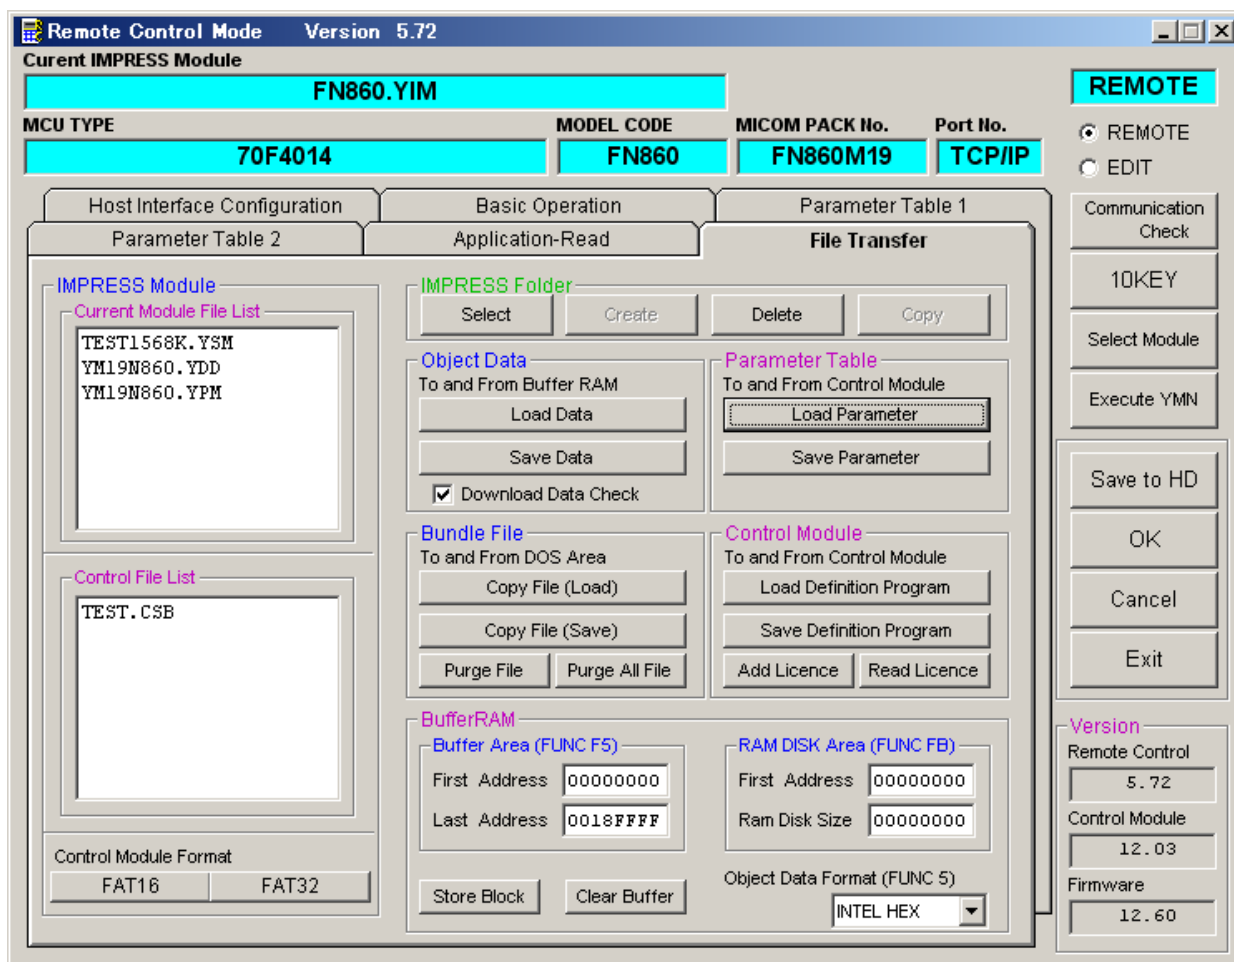 Remote Control Mode Version 5.72
Curent IMPRESS Module
FN860.YIM
MCU TYPE
MODEL CODE
MICOM PACK No.
Port No.
70F4014
FN860
FN860M19
TCP/IP
REMOTE
REMOTE
EDIT
Host Interface Configuration
Basic Operation
Parameter Table 1
Parameter Table 2
Application-Read
File Transfer
IMPRESS Module
Current Module File List
TEST1568K.YSM
YM19N860.YDD
YM19N860.YPM
Control File List
TEST.CSB
Control Module Format
FAT16
FAT32
IMPRESS Folder
Select
Create
Delete
Copy
Object Data
To and From Buffer RAM
Load Data
Save Data
Download Data Check
Parameter Table
To and From Control Module
Load Parameter
Save Parameter
Bundle File
To and From DOS Area
Copy File (Load)
Copy File (Save)
Purge File
Purge All File
Control Module
To and From Control Module
Load Definition Program
Save Definition Program
Add Licence
Read Licence
BufferRAM
Buffer Area (FUNC F5)
First Address 00000000
Last Address 0018FFFF
RAM DISK Area (FUNC FB)
First Address 00000000
Ram Disk Size 00000000
Store Block
Clear Buffer
Object Data Format (FUNC 5)
INTEL HEX
Communication
Check
10KEY
Select Module
Execute YMN
Save to HD
OK
Cancel
Exit
Version
Remote Control
5.72
Control Module
12.03
Firmware
12.60